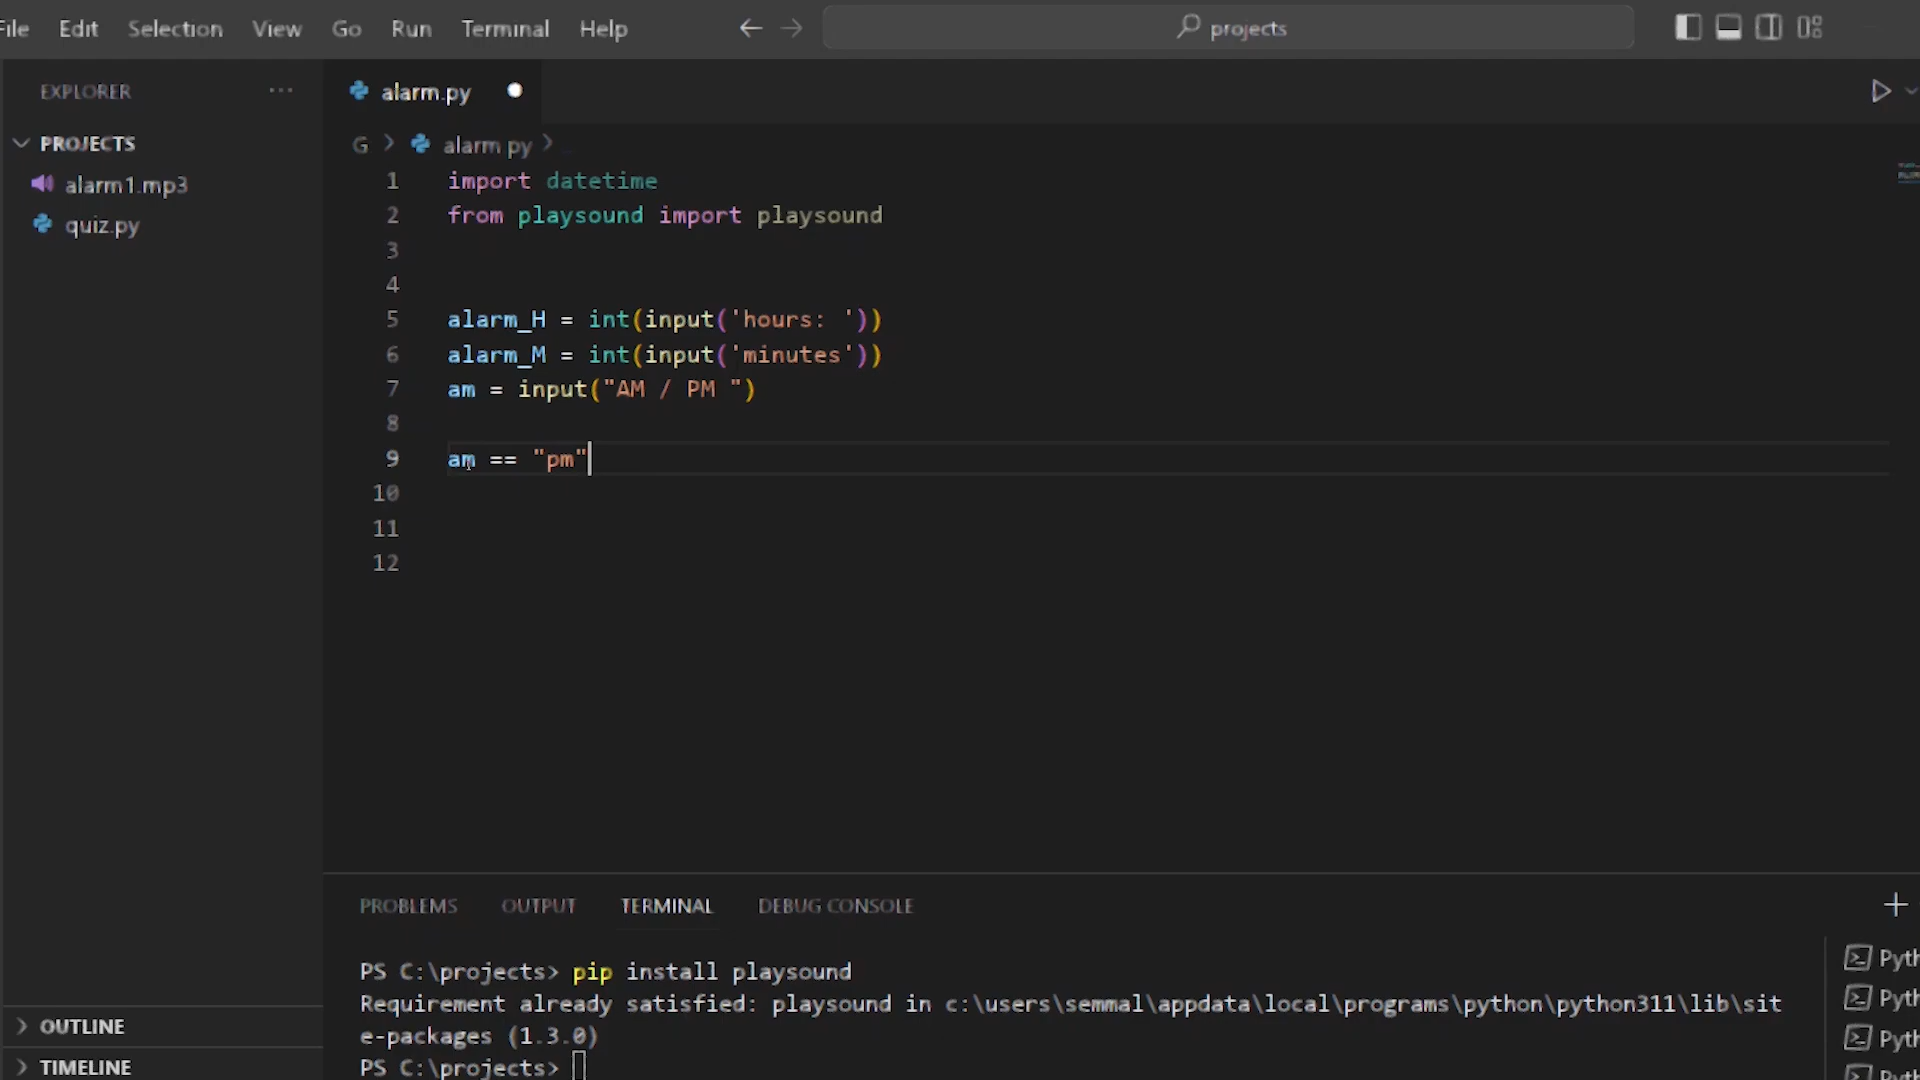 File Edit Selection View Go Run Terminal Help projects
EXPLORER ...
alarm.py
PROJECTS
alarm1.mp3
quiz.py
G > alarm.py >
1 import datetime
2 from playsound import playsound
3
4
5 alarm_H = int(input('hours: '))
6 alarm_M = int(input('minutes'))
7 am = input("AM / PM ")
8
9 am == "pm"
10
11
12
PROBLEMS OUTPUT TERMINAL DEBUG CONSOLE
PS C:\projects> pip install playsound
Requirement already satisfied: playsound in c:\users\semmal\appdata\local\programs\python\python311\lib\sit
e-packages (1.3.0)
PS C:\projects>
Pyth
Pyth
Pyth
OUTLINE
TIMELINE